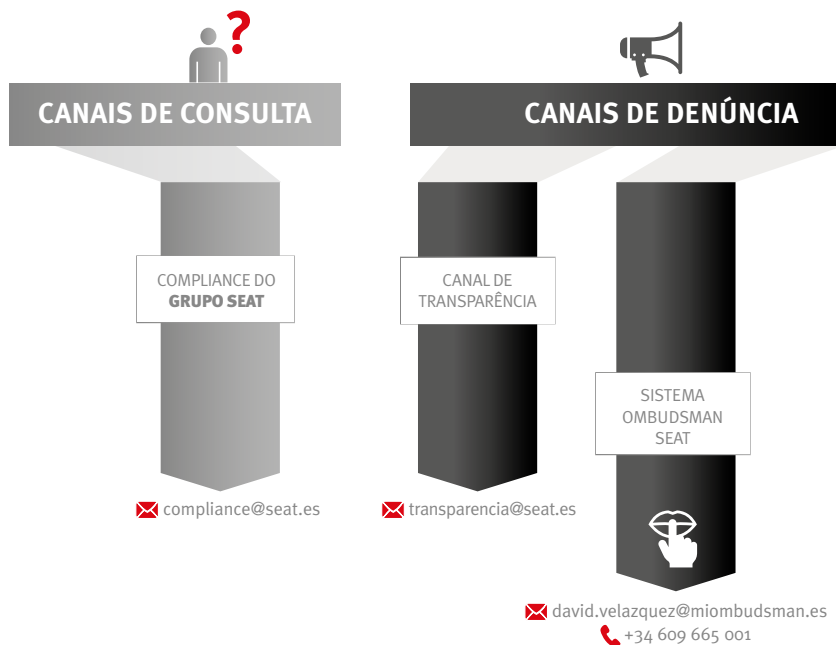 ?
CANAIS DE CONSULTA
CANAIS DE DENÚNCIA
COMPLIANCE DO
GRUPO SEAT
CANAL DE
TRANSPARÊNCIA
SISTEMA
OMBUDSMAN
SEAT
compliance@seat.es
transparencia@seat.es
david.velazquez@miombudsman.es
+34 609 665 001